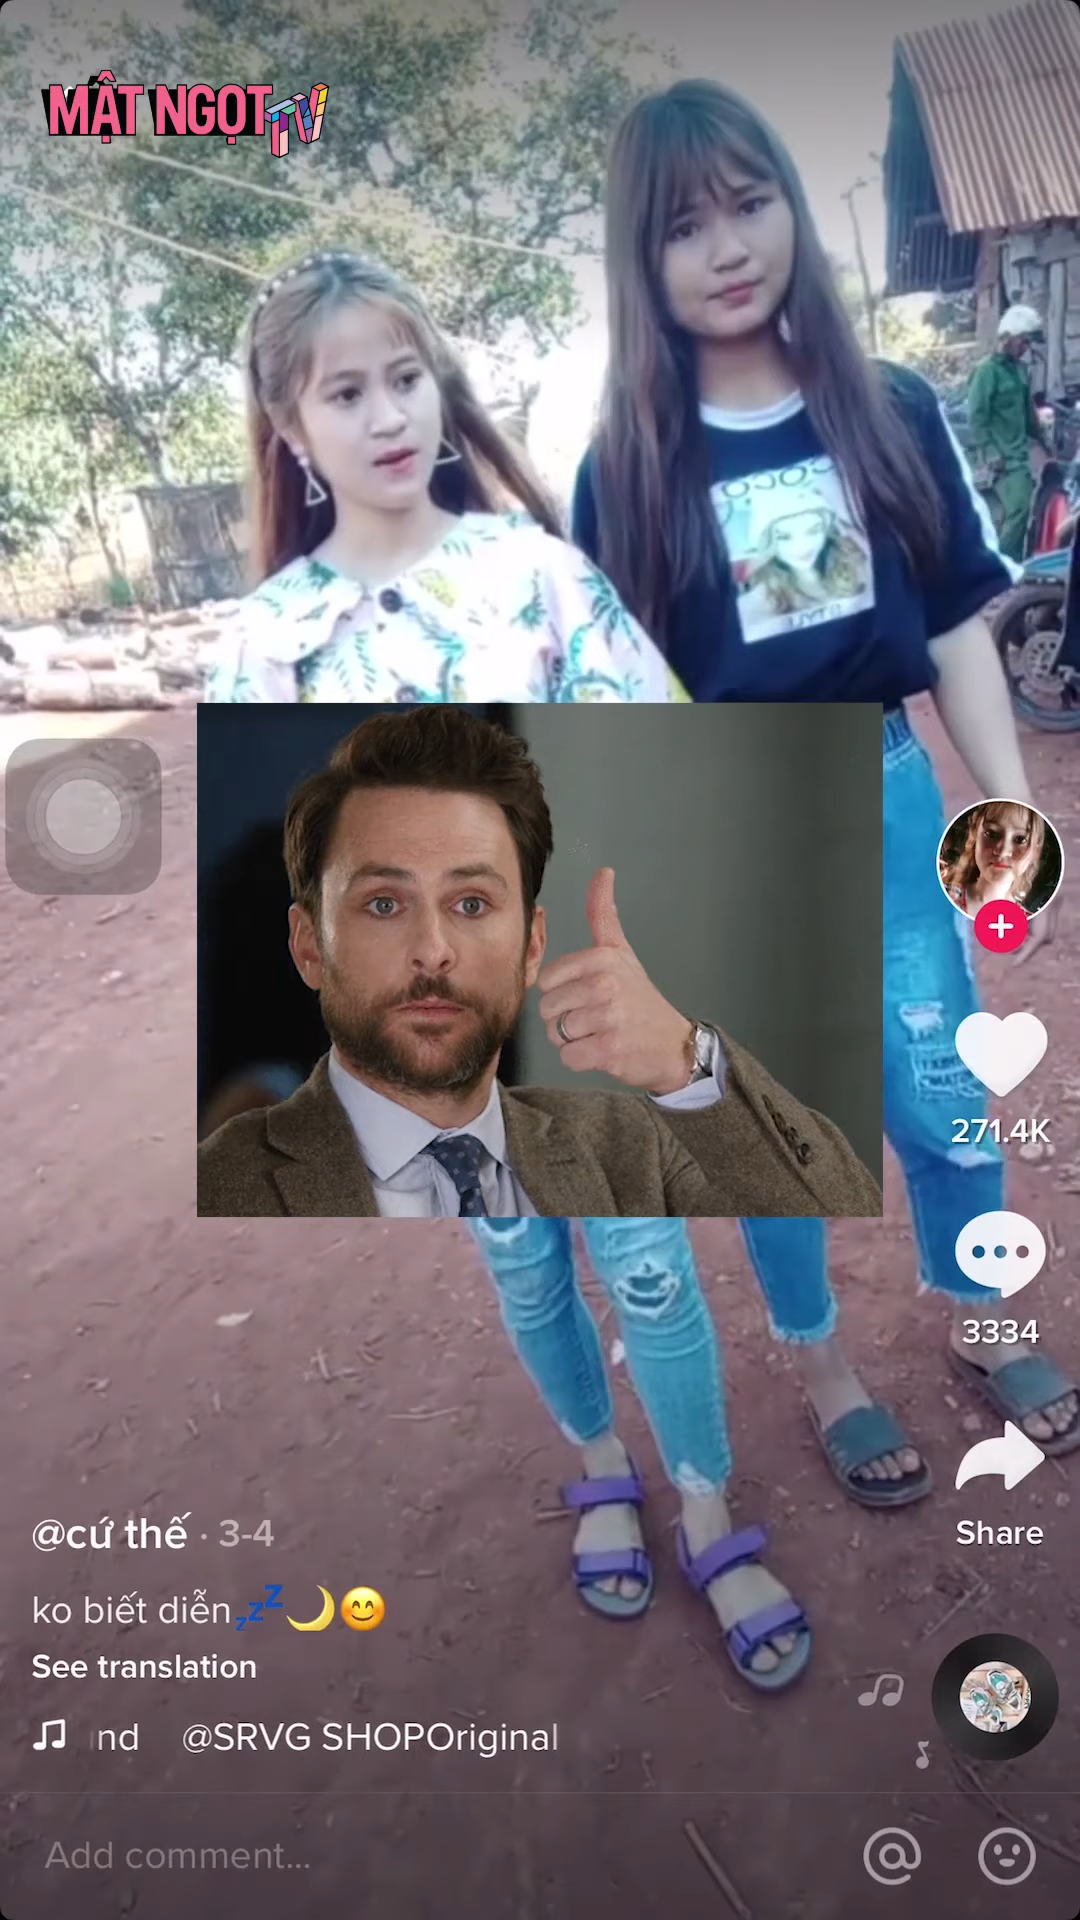 MẬT NGỌT TV
271.4K
3334
Share
@cứ thế · 3-4
ko biết diễn💤🌙😊
See translation
nd @SRVG SHOPOriginal
Add comment...